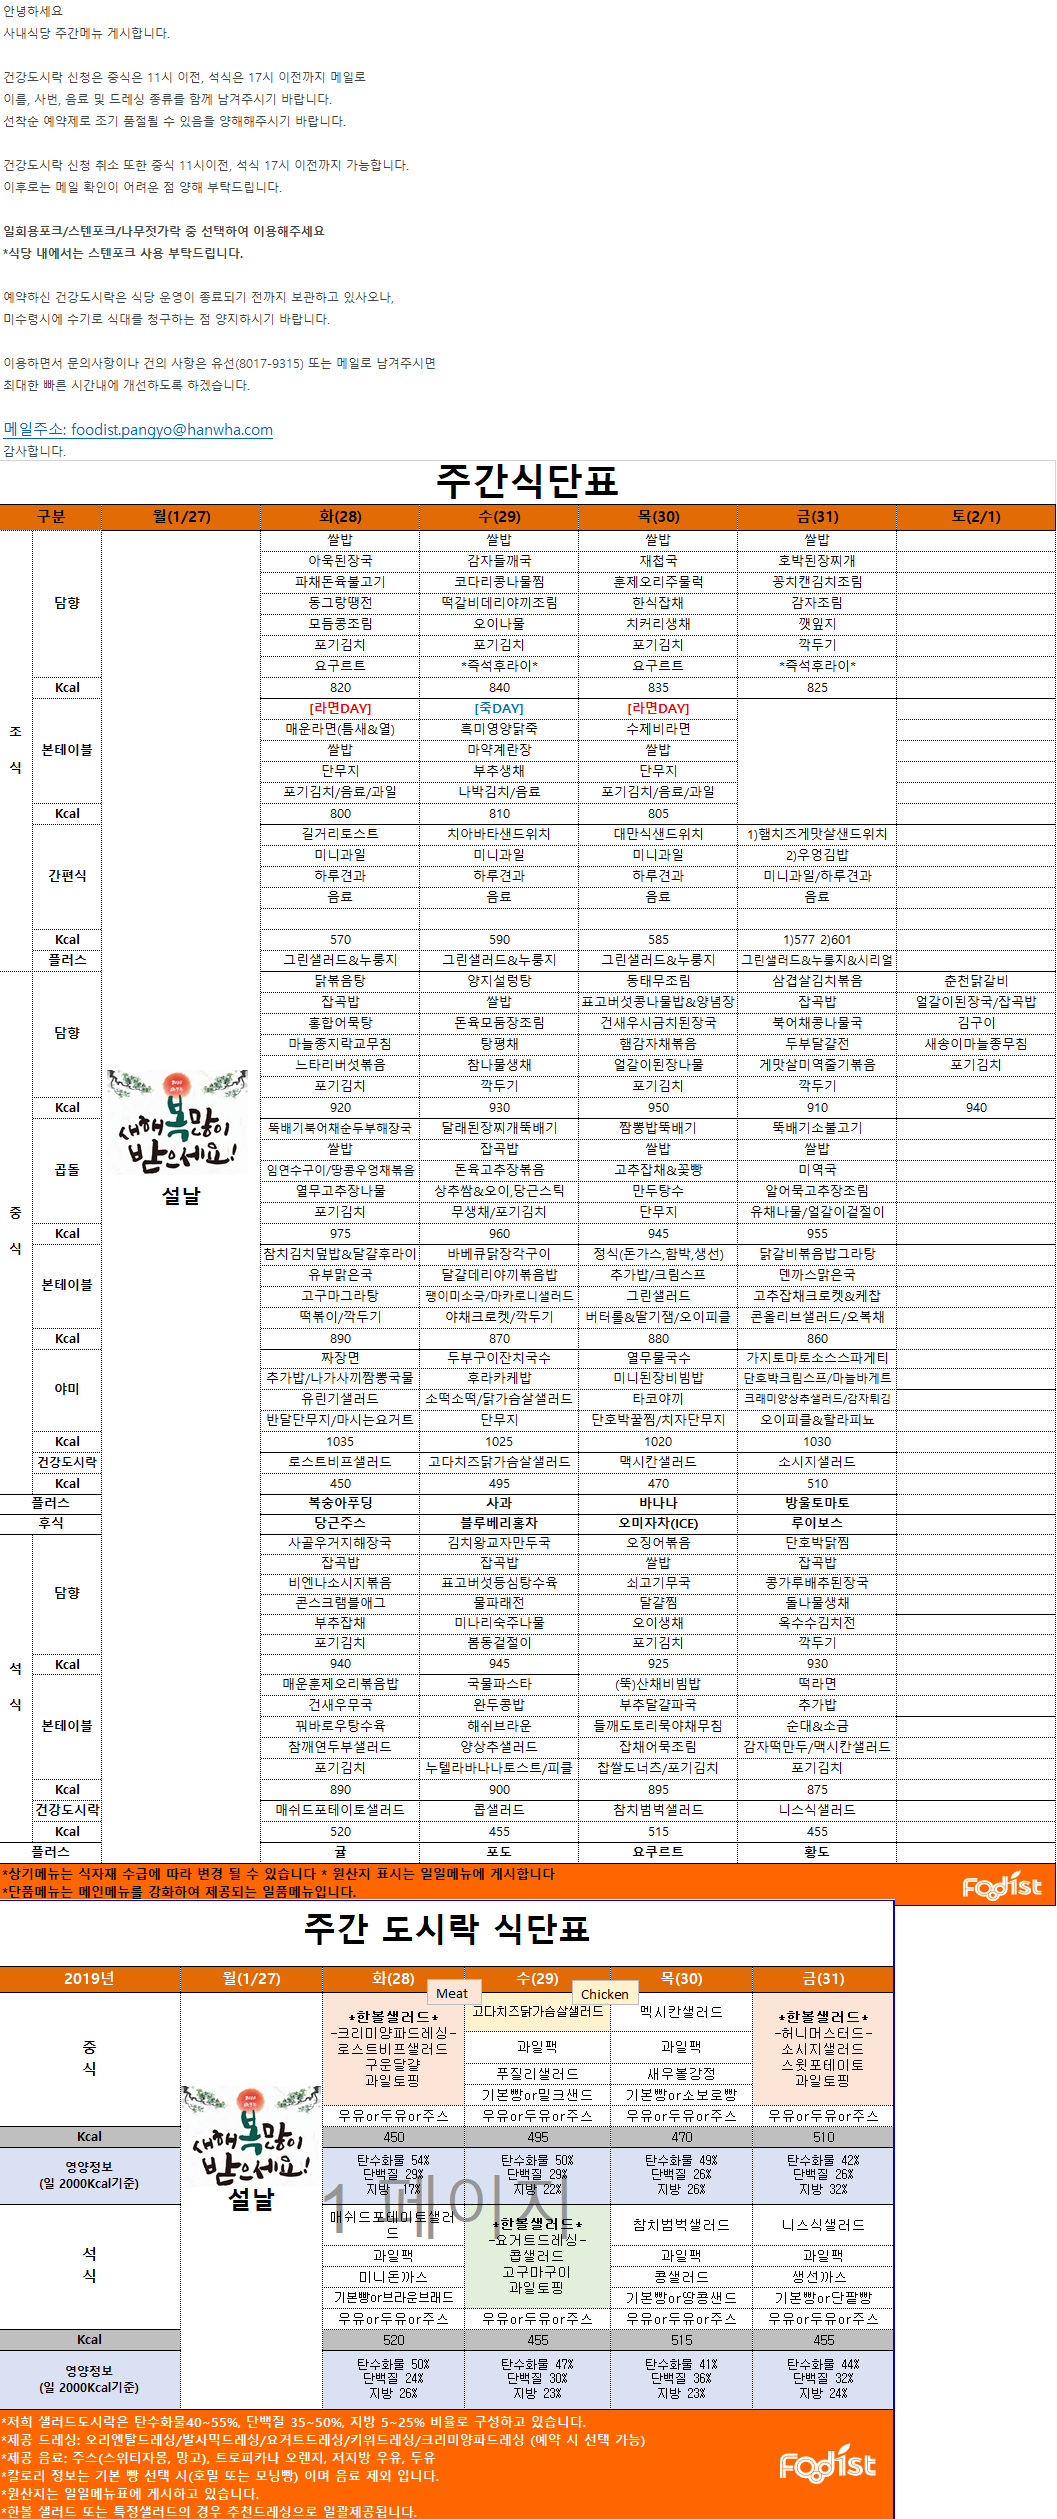 안녕하세요
사내식당 주간메뉴 게시합니다.
건강도시락 신청은 중식은 11시 이전, 석식은 17시 이전까지 메일로
이름, 사번, 음료 및 드레싱 종류를 함께 남겨주시기 바랍니다.
선착순 예약제로 조기 품절될 수 있음을 양해해주시기 바랍니다.
건강도시락 신청 취소 또한 중식 11시이전, 석식 17시 이전까지 가능합니다.
이후로는 메일 확인이 어려운 점 양해 부탁드립니다.
일회용포크/스텐포크/나무젓가락 중 선택하여 이용해주세요
*식당 내에서는 스텐포크 사용 부탁드립니다.
예약하신 건강도시락은 식당 운영이 종료되기 전까지 보관하고 있사오나,
미수령시에 수기로 식대를 청구하는 점 양지하시기 바랍니다.
이용하면서 문의사항이나 건의 사항은 유선(8017-9315) 또는 메일로 남겨주시면
최대한 빠른 시간내에 개선하도록 하겠습니다.
메일주소: foodist.pangyo@hanwha.com
감사합니다.
주간식단표
구분 월(1/27) 화(28) 수(29) 목(30) 금(31) 토(2/1)
조식
담향
쌀밥 쌀밥 쌀밥 쌀밥
아욱된장국 감자들깨국 재첩국 호박된장찌개
파채돈육불고기 코다리콩나물찜 훈제오리주물럭 꽁치캔김치조림
동그랑땡전 떡갈비데리야끼조림 한식잡채 감자조림
모듬콩조림 오이나물 치커리생채 깻잎지
포기김치 포기김치 포기김치 깍두기
요구르트 *즉석후라이* 요구르트 *즉석후라이*
Kcal 820 840 835 825
본테이블
[라면DAY] [죽DAY] [라면DAY]
매운라면(틈새&열) 흑미영양닭죽 수제비라면
쌀밥 마약계란장 쌀밥
단무지 부추생채 단무지
포기김치/음료/과일 나박김치/음료 포기김치/음료/과일
Kcal 800 810 805
간편식
길거리토스트 치아바타샌드위치 대만식샌드위치 1)햄치즈게맛살샌드위치
미니과일 미니과일 미니과일 2)우엉김밥
하루견과 하루견과 하루견과 미니과일/하루견과
음료 음료 음료 음료
Kcal 570 590 585 1)577 2)601
플러스 그린샐러드&누룽지 그린샐러드&누룽지 그린샐러드&누룽지 그린샐러드&누룽지&시리얼
중식
담향
닭볶음탕 양지설렁탕 동태무조림 삼겹살김치볶음 춘천닭갈비
잡곡밥 쌀밥 표고버섯콩나물밥&양념장 잡곡밥 얼갈이된장국/잡곡밥
홍합어묵탕 돈육모둠장조림 건새우시금치된장국 북어채콩나물국 김구이
마늘쫑지락교무침 탕평채 햄감자채볶음 두부달걀전 새송이마늘종무침
느타리버섯볶음 참나물생채 얼갈이된장나물 게맛살미역줄기볶음 포기김치
포기김치 깍두기 포기김치 깍두기
Kcal 920 930 950 910 940
곱돌
뚝배기북어채순두부해장국 달래된장찌개뚝배기 짬뽕밥뚝배기 뚝배기소불고기
쌀밥 잡곡밥 쌀밥 쌀밥
임연수구이/땅콩우엉채볶음 돈육고추장볶음 고추잡채&꽃빵 미역국
열무고추장나물 상추쌈&오이,당근스틱 만두탕수 알어묵고추장조림
포기김치 무생채/포기김치 단무지 유채나물/얼갈이겉절이
Kcal 975 960 945 955
본테이블
참치김치덮밥&달걀후라이 바베큐닭장각구이 정식(돈가스,함박,생선) 닭갈비볶음밥그라탕
유부맑은국 달걀데리야끼볶음밥 추가밥/크림스프 덴까스맑은국
고구마그라탕 팽이미소국/마카로니샐러드 그린샐러드 고추잡채크로켓&케찹
떡볶이/깍두기 야채크로켓/깍두기 버터롤&딸기잼/오이피클 콘올리브샐러드/오복채
Kcal 890 870 880 860
야미
짜장면 두부구이잔치국수 열무물국수 가지토마토소스스파게티
추가밥/나가사끼짬뽕국물 후라카케밥 미니된장비빔밥 단호박크림스프/마늘바게트
유린기샐러드 소떡소떡/닭가슴살샐러드 타코야끼 크래미양상추샐러드/감자튀김
반달단무지/마시는요거트 단무지 단호박꿀찜/치자단무지 오이피클&할라피뇨
Kcal 1035 1025 1020 1030
건강도시락 로스트비프샐러드 고다치즈닭가슴살샐러드 맥시칸샐러드 소시지샐러드
Kcal 450 495 470 510
플러스 복숭아푸딩 사과 바나나 방울토마토
후식 당근주스 블루베리홍차 오미자차(ICE) 루이보스
새해 복많이 받으세요!
설날
석식
담향
사골우거지해장국 김치왕교자만두국 오징어볶음 단호박닭찜
잡곡밥 잡곡밥 쌀밥 잡곡밥
비엔나소시지볶음 표고버섯등심탕수육 쇠고기무국 콩가루배추된장국
콘스크램블에그 물파래전 달걀찜 돌나물생채
부추잡채 미나리숙주나물 오이생채 옥수수김치전
포기김치 봄동겉절이 포기김치 깍두기
Kcal 940 945 925 930
본테이블
매운훈제오리볶음밥 국물파스타 (뚝)산채비빔밥 떡라면
건새우무국 완두콩밥 부추달걀파국 추가밥
꿔바로우탕수육 해쉬브라운 들깨도토리묵야채무침 순대&소금
참깨연두부샐러드 양상추샐러드 잡채어묵조림 감자떡만두/맥시칸샐러드
포기김치 누텔라바나나토스트/피클 찹쌀도너츠/포기김치 포기김치
Kcal 890 900 895 875
건강도시락 매쉬드포테이토샐러드 콥샐러드 참치범벅샐러드 니스식샐러드
Kcal 520 455 515 455
플러스 귤 포도 요쿠르트 황도
*상기메뉴는 식자재 수급에 따라 변경 될 수 있습니다 * 원산지 표시는 일일메뉴에 게시합니다
*단품메뉴는 메인메뉴를 강화하여 제공되는 일품메뉴입니다.
Foodist
주간 도시락 식단표
2019년 월(1/27) 화(28) 수(29) 목(30) 금(31)
Meat Chicken
중식
*한볼샐러드* 고다치즈닭가슴살샐러드 멕시칸샐러드 *한볼샐러드*
-크리미양파드레싱- -허니머스터드-
로스트비프샐러드 과일팩 과일팩 소시지샐러드
구운달걀 푸질리샐러드 새우볼강정 스윗포테이토
과일토핑 기본빵or밀크샌드 기본빵or소보로빵 과일토핑
우유or두유or주스 우유or두유or주스 우유or두유or주스 우유or두유or주스
Kcal 450 495 470 510
영양정보
(일 2000Kcal기준)
탄수화물 54% 탄수화물 50% 탄수화물 49% 탄수화물 42%
단백질 29% 단백질 29% 단백질 26% 단백질 26%
지방 17% 지방 22% 지방 26% 지방 32%
새해 복많이 받으세요!
설날
1 페이지
석식
매쉬드포테이토샐러드 *한볼샐러드* 참치범벅샐러드 니스식샐러드
-요거트드레싱-
과일팩 콥샐러드 과일팩 과일팩
미니돈까스 고구마구이 콩샐러드 생선까스
기본빵or브라운브래드 과일토핑 기본빵or땅콩샌드 기본빵or단팥빵
우유or두유or주스 우유or두유or주스 우유or두유or주스 우유or두유or주스
Kcal 520 455 515 455
영양정보
(일 2000Kcal기준)
탄수화물 50% 탄수화물 47% 탄수화물 41% 탄수화물 44%
단백질 24% 단백질 30% 단백질 36% 단백질 32%
지방 26% 지방 23% 지방 23% 지방 24%
*저희 샐러드도시락은 탄수화물40~55%, 단백질 35~50%, 지방 5~25% 비율로 구성하고 있습니다.
*제공 드레싱: 오리엔탈드레싱/발사믹드레싱/요거트드레싱/키위드레싱/크리미양파드레싱 (예약 시 선택 가능)
*제공 음료: 주스(스위티자몽, 망고), 트로피카나 오렌지, 저지방 우유, 두유
*칼로리 정보는 기본 빵 선택 시(호밀 또는 모닝빵) 이며 음료 제외 입니다.
*원산지는 일일메뉴표에 게시하고 있습니다.
*한볼 샐러드 또는 특정샐러드의 경우 추천드레싱으로 일괄제공됩니다.
Foodist